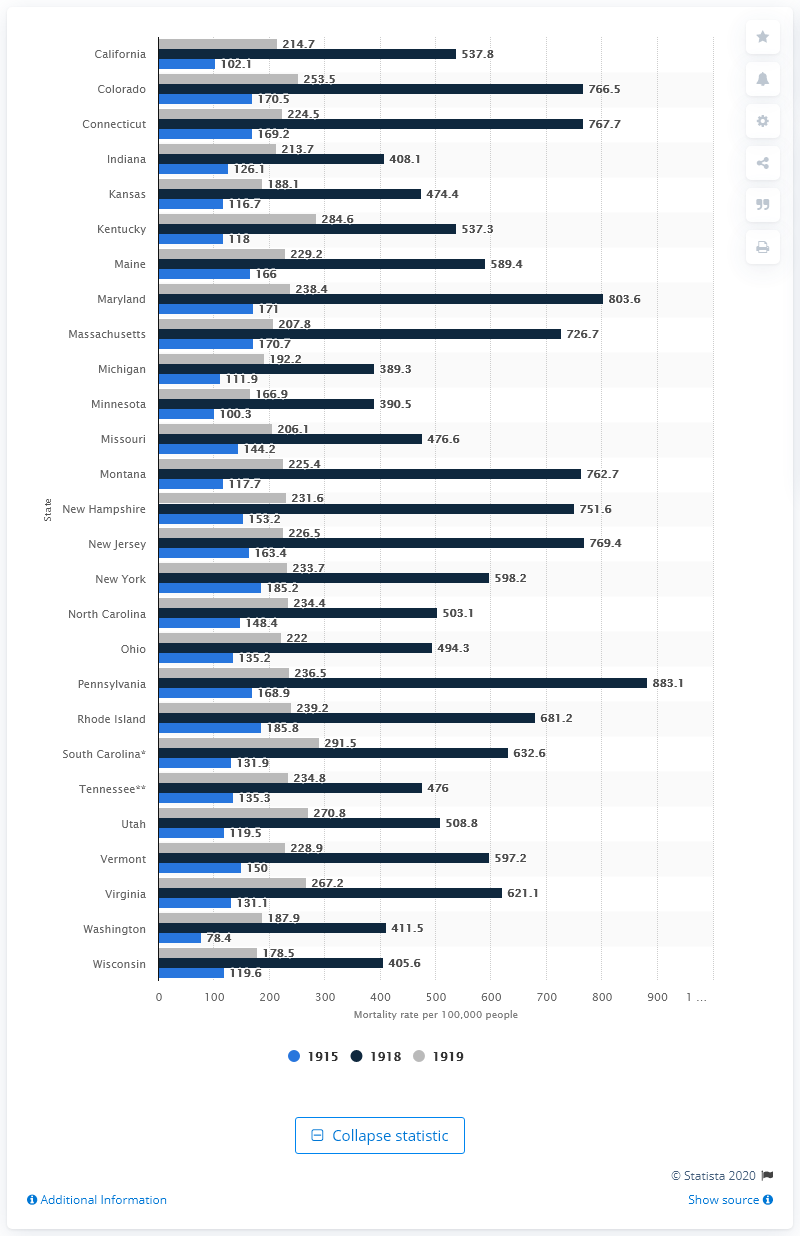 214.7
California
537.8
102.1
253.5
Colorado
766.5
170.5
224.5
Connecticut
767.7
169.2
213.7
Indiana
408.1
126.1
188.1
Kansas
474.4
116.7
284.6
Kentucky
537.3
118
229.2
Maine
589.4
166
238.4
Maryland
803.6
171
207.8
Massachusetts
726.7
170.7
192.2
Michigan
389.3
111.9
166.9
Minnesota
390.5
100.3
206.1
Missouri
476.6
144.2
225.4
Montana
762.7
117.7
State
231.6
New Hampshire
751.6
153.2
226.5
New Jersey
769.4
163.4
233.7
New York
598.2
185.2
234.4
North Carolina
503.1
148.4
222
Ohio
494.3
135.2
236.5
Pennsylvania
883.1
168.9
239.2
Rhode Island
681.2
185.8
291.5
South Carolina*
632.6
131.9
234.8
Tennessee**
476
135.3
270.8
Utah
508.8
119.5
228.9
Vermont
597.2
150
267.2
Virginia
621.1
131.1
187.9
Washington
411.5
78.4
178.5
Wisconsin
405.6
119.6
0 100 200 300 400 500 600 700 800 900 1 ...
Mortality rate per 100,000 people
1915 1918 1919
Collapse statistic
© Statista 2020
Additional Information
Show source